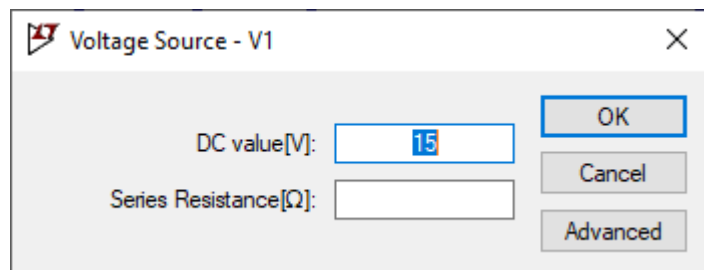 Voltage Source - V1
DC value[V]:
15
OK
Series Resistance[Ω]:
Cancel
Advanced